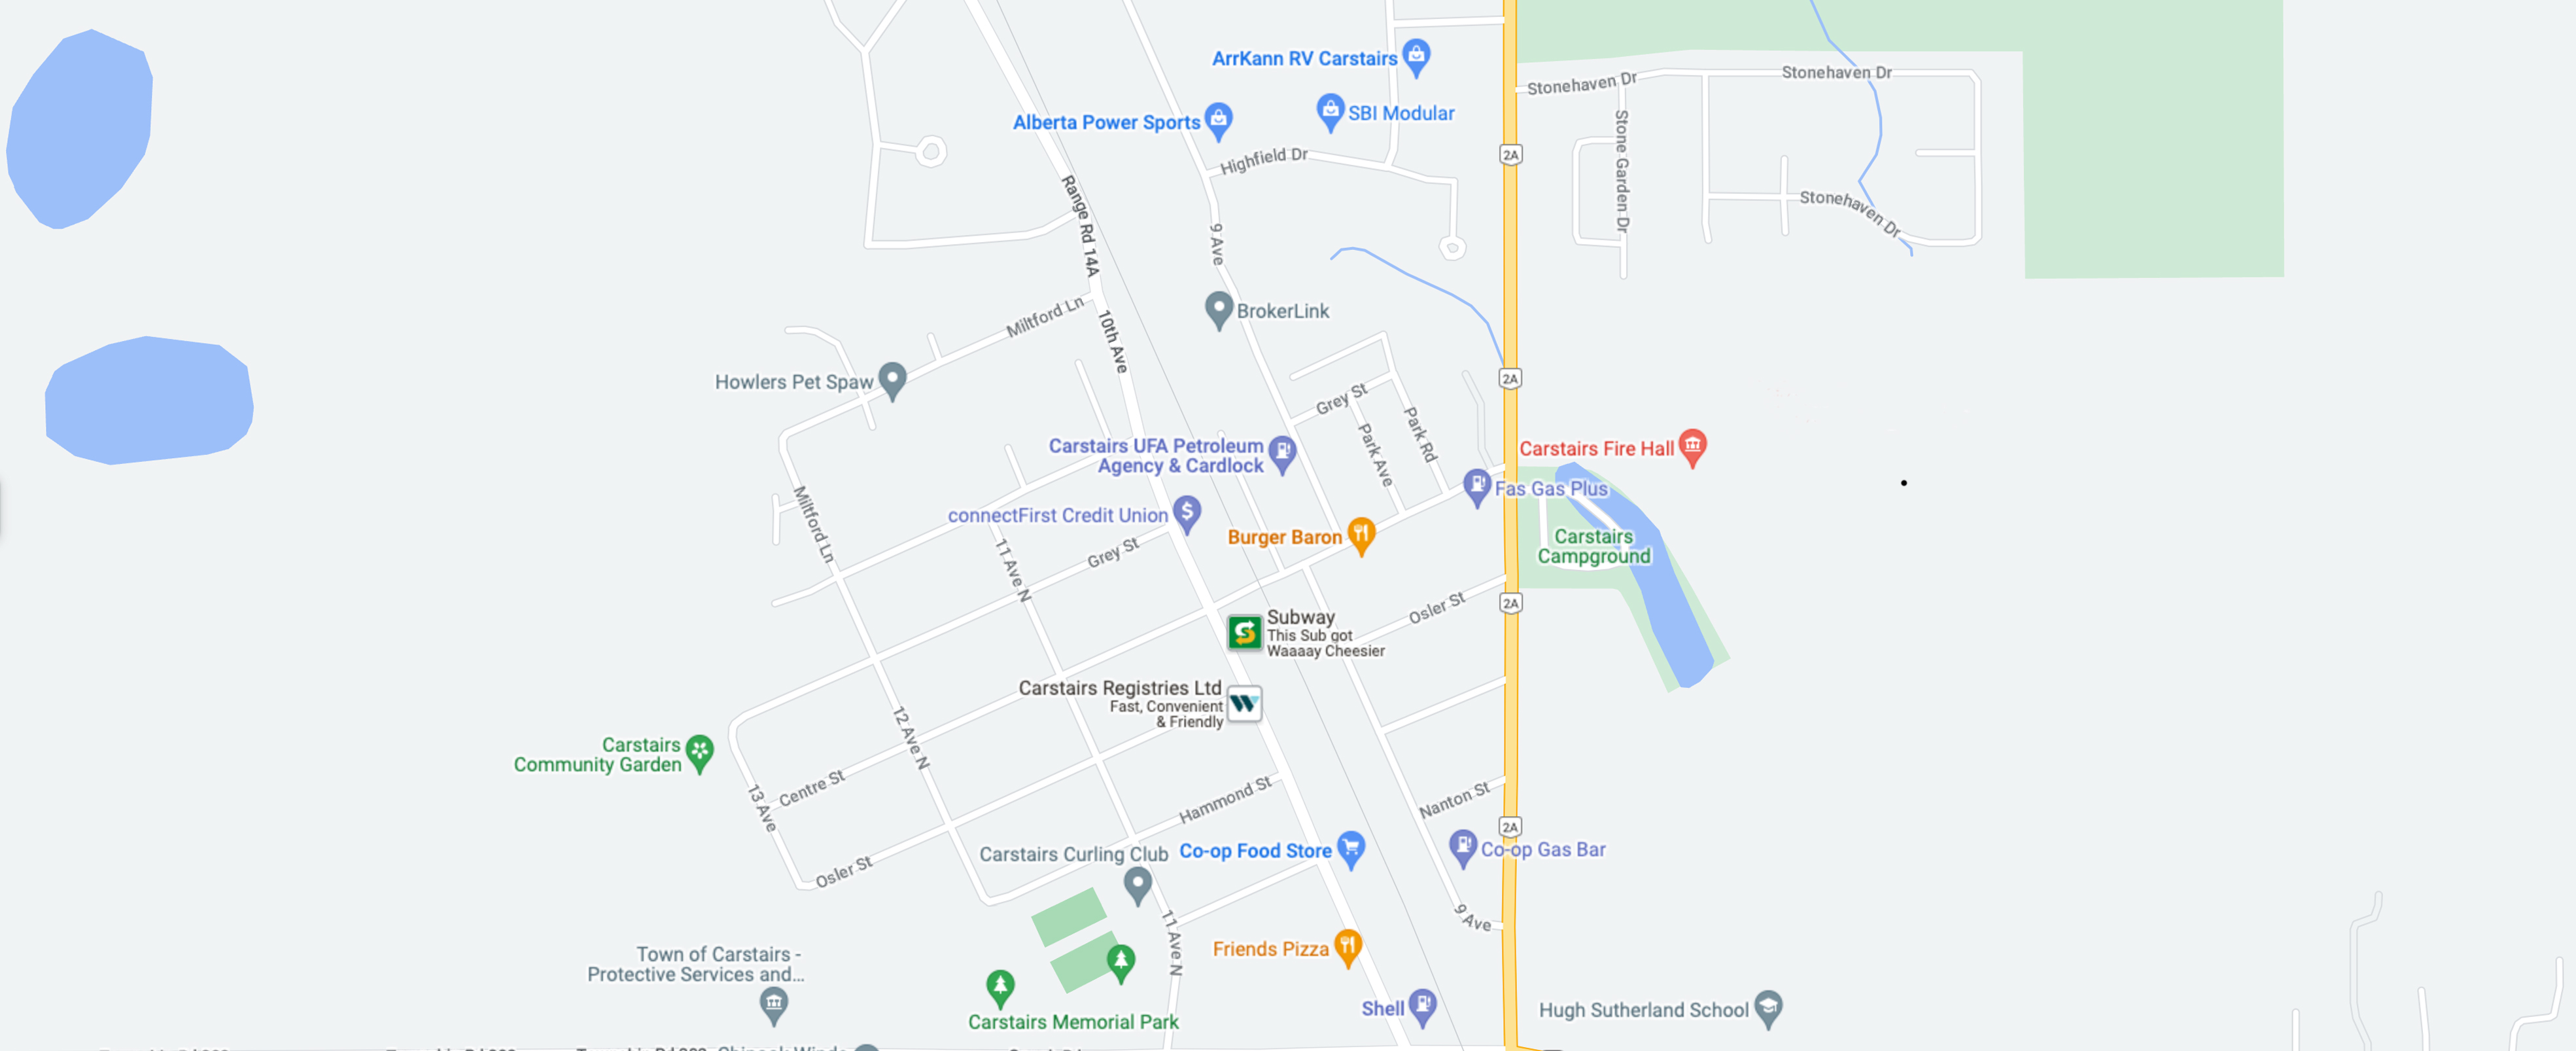 ArrKann RV Carstairs
Stonehaven Dr
Stonehaven Dr
Alberta Power Sports
SBI Modular
2A
Highfield Dr
Stone Garden Dr
Range Rd 14A
Stonehaven Dr
9 Ave
Miltford Ln
BrokerLink
10th Ave
Howlers Pet Spaw
2A
Grey St
Park Rd
Park Ave
Carstairs UFA Petroleum
Agency & Cardlock
Carstairs Fire Hall
Fas Gas Plus
Miltford Ln
connectFirst Credit Union
Grey St
Burger Baron
Carstairs
Campground
11 Ave N
Osler St
2A
Subway
This Sub got
Waaaay Cheesier
Carstairs Registries Ltd
Fast, Convenient
& Friendly
12 Ave N
Carstairs
Community Garden
13 Ave
Centre St
Hammond St
Nanton St
2A
Carstairs Curling Club
Co-op Food Store
Co-op Gas Bar
Osler St
11 Ave N
9 Ave
Town of Carstairs -
Protective Services and...
Friends Pizza
Shell
Hugh Sutherland School
Carstairs Memorial Park